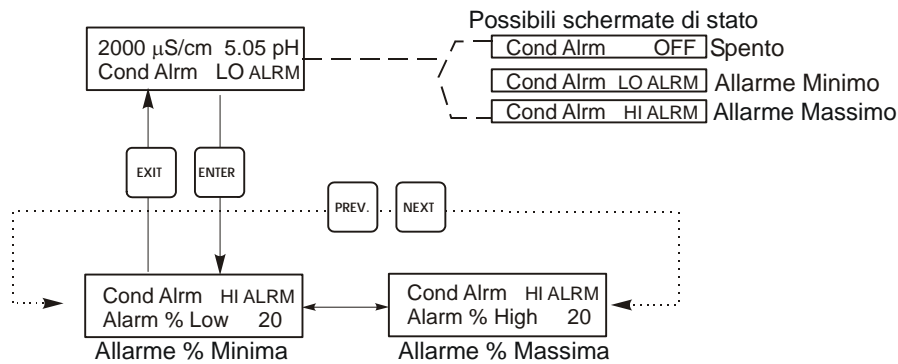 Possibili schermate di stato
2000 µS/cm 5.05 pH
Cond Alrm LO ALRM
Cond Alrm OFF Spento
Cond Alrm LO ALRM Allarme Minimo
Cond Alrm HI ALRM Allarme Massimo
EXIT
ENTER
PREV.
NEXT
Cond Alrm HI ALRM
Alarm % Low 20
Allarme % Minima
Cond Alrm HI ALRM
Alarm % High 20
Allarme % Massima